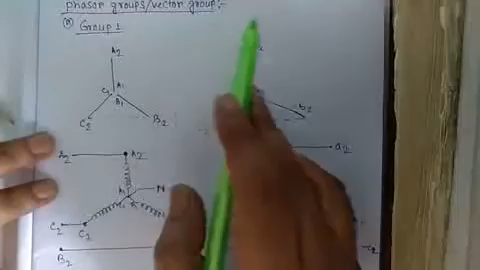 phasor groups/vector group:-
Group 1
A2
C1 A1
B1
C2 B2
A2 A2 a2
A1 N
C2 C1
B2